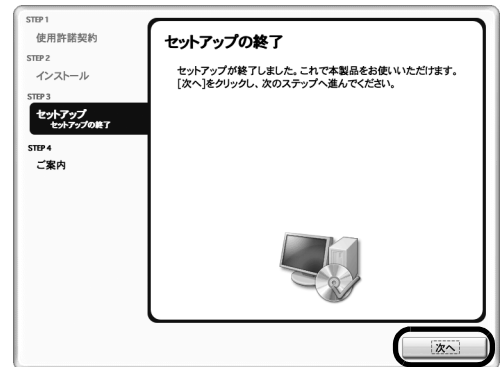 STEP 1
使用許諾契約
STEP 2
インストール
STEP 3
セットアップ
セットアップの終了
STEP 4
ご案内
セットアップの終了
セットアップが終了しました。これで本製品をお使いいただけます。
[次へ]をクリックし、次のステップへ進んでください。
次へ